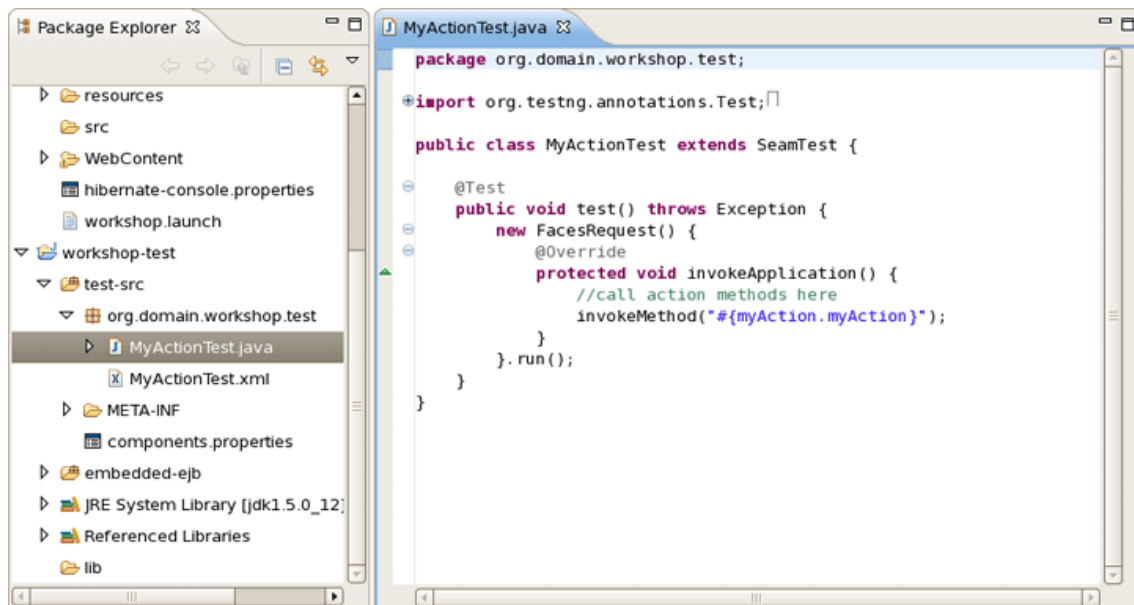 Package Explorer
resources
src
WebContent
hibernate-console.properties
workshop.launch
workshop-test
test-src
org.domain.workshop.test
MyActionTest.java
MyActionTest.xml
META-INF
components.properties
embedded-ejb
JRE System Library [jdk1.5.0_12]
Referenced Libraries
lib
MyActionTest.java
package org.domain.workshop.test;
import org.testng.annotations.Test;
public class MyActionTest extends SeamTest {
@Test
public void test() throws Exception {
new FacesRequest() {
@Override
protected void invokeApplication() {
//call action methods here
invokeMethod("#{myAction.myAction}");
}
}.run();
}
}